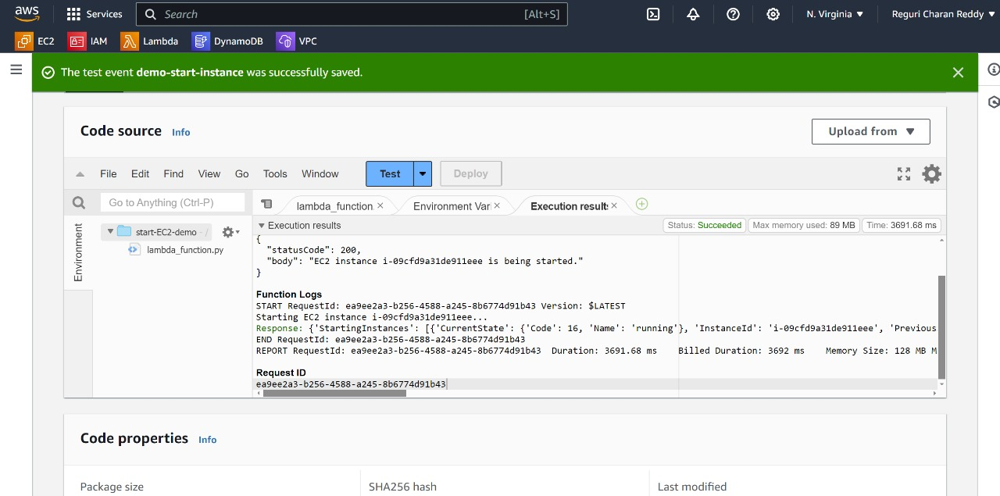 aws Services Search [Alt+S] N. Virginia Reguri Charan Reddy
EC2 IAM Lambda DynamoDB VPC
The test event demo-start-instance was successfully saved.
Code source Info Upload from
File Edit Find View Go Tools Window Test Deploy
Go to Anything (Ctrl-P) lambda_function Environment Var Execution result
Environment
start-EC2-demo - /
lambda_function.py
Execution results Status: Succeeded Max memory used: 89 MB Time: 3691.68 ms
{
"statusCode": 200,
"body": "EC2 instance i-09cfd9a31de911eee is being started."
}
Function Logs
START RequestId: ea9ee2a3-b256-4588-a245-8b6774d91b43 Version: $LATEST
Starting EC2 instance i-09cfd9a31de911eee...
Response: {'StartingInstances': [{'CurrentState': {'Code': 16, 'Name': 'running'}, 'InstanceId': 'i-09cfd9a31de911eee', 'Previous
END RequestId: ea9ee2a3-b256-4588-a245-8b6774d91b43
REPORT RequestId: ea9ee2a3-b256-4588-a245-8b6774d91b43 Duration: 3691.68 ms Billed Duration: 3692 ms Memory Size: 128 MB M
Request ID
ea9ee2a3-b256-4588-a245-8b6774d91b43
Code properties Info
Package size SHA256 hash Last modified